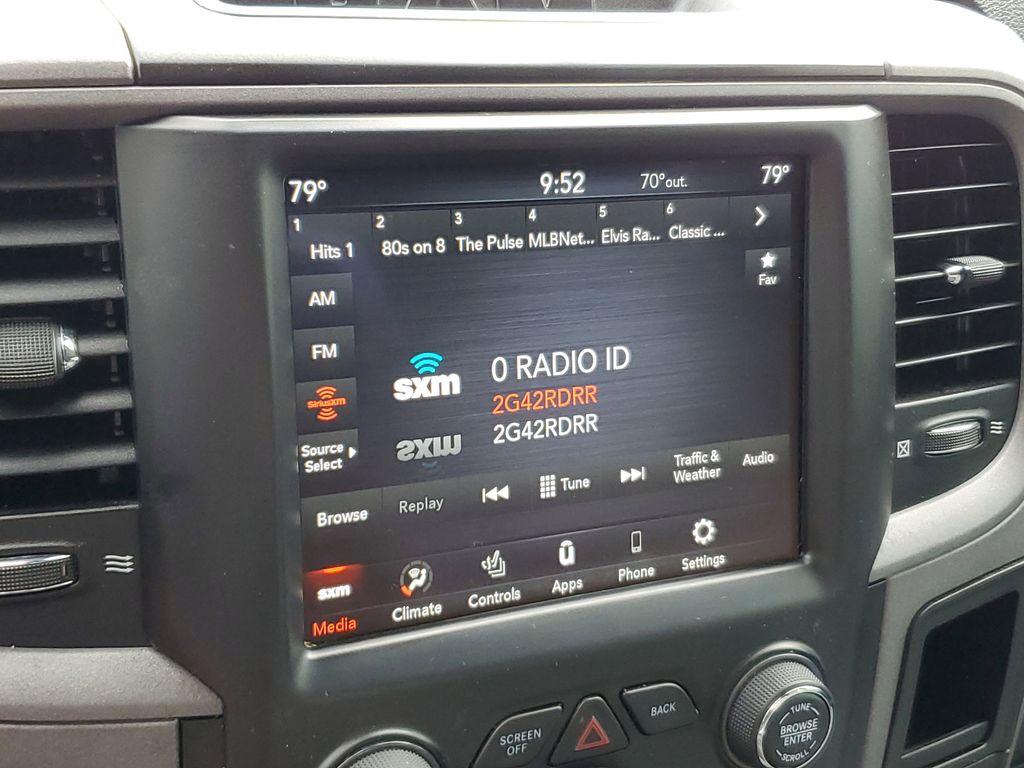 79° 9:52 70°out. 79°
1 2 3 4 5 6
Hits 1 80s on 8 The Pulse MLBNet... Elvis Ra... Classic ...
Fav
AM
FM
SiriusXM
Source
Select
sxm
0 RADIO ID
2G42RDRR
2G42RDRR
Browse Replay Tune Traffic & Weather Audio
sxm
Media Climate Controls Apps Phone Settings
SCREEN
OFF
BACK
TUNE
BROWSE
ENTER
SCROLL